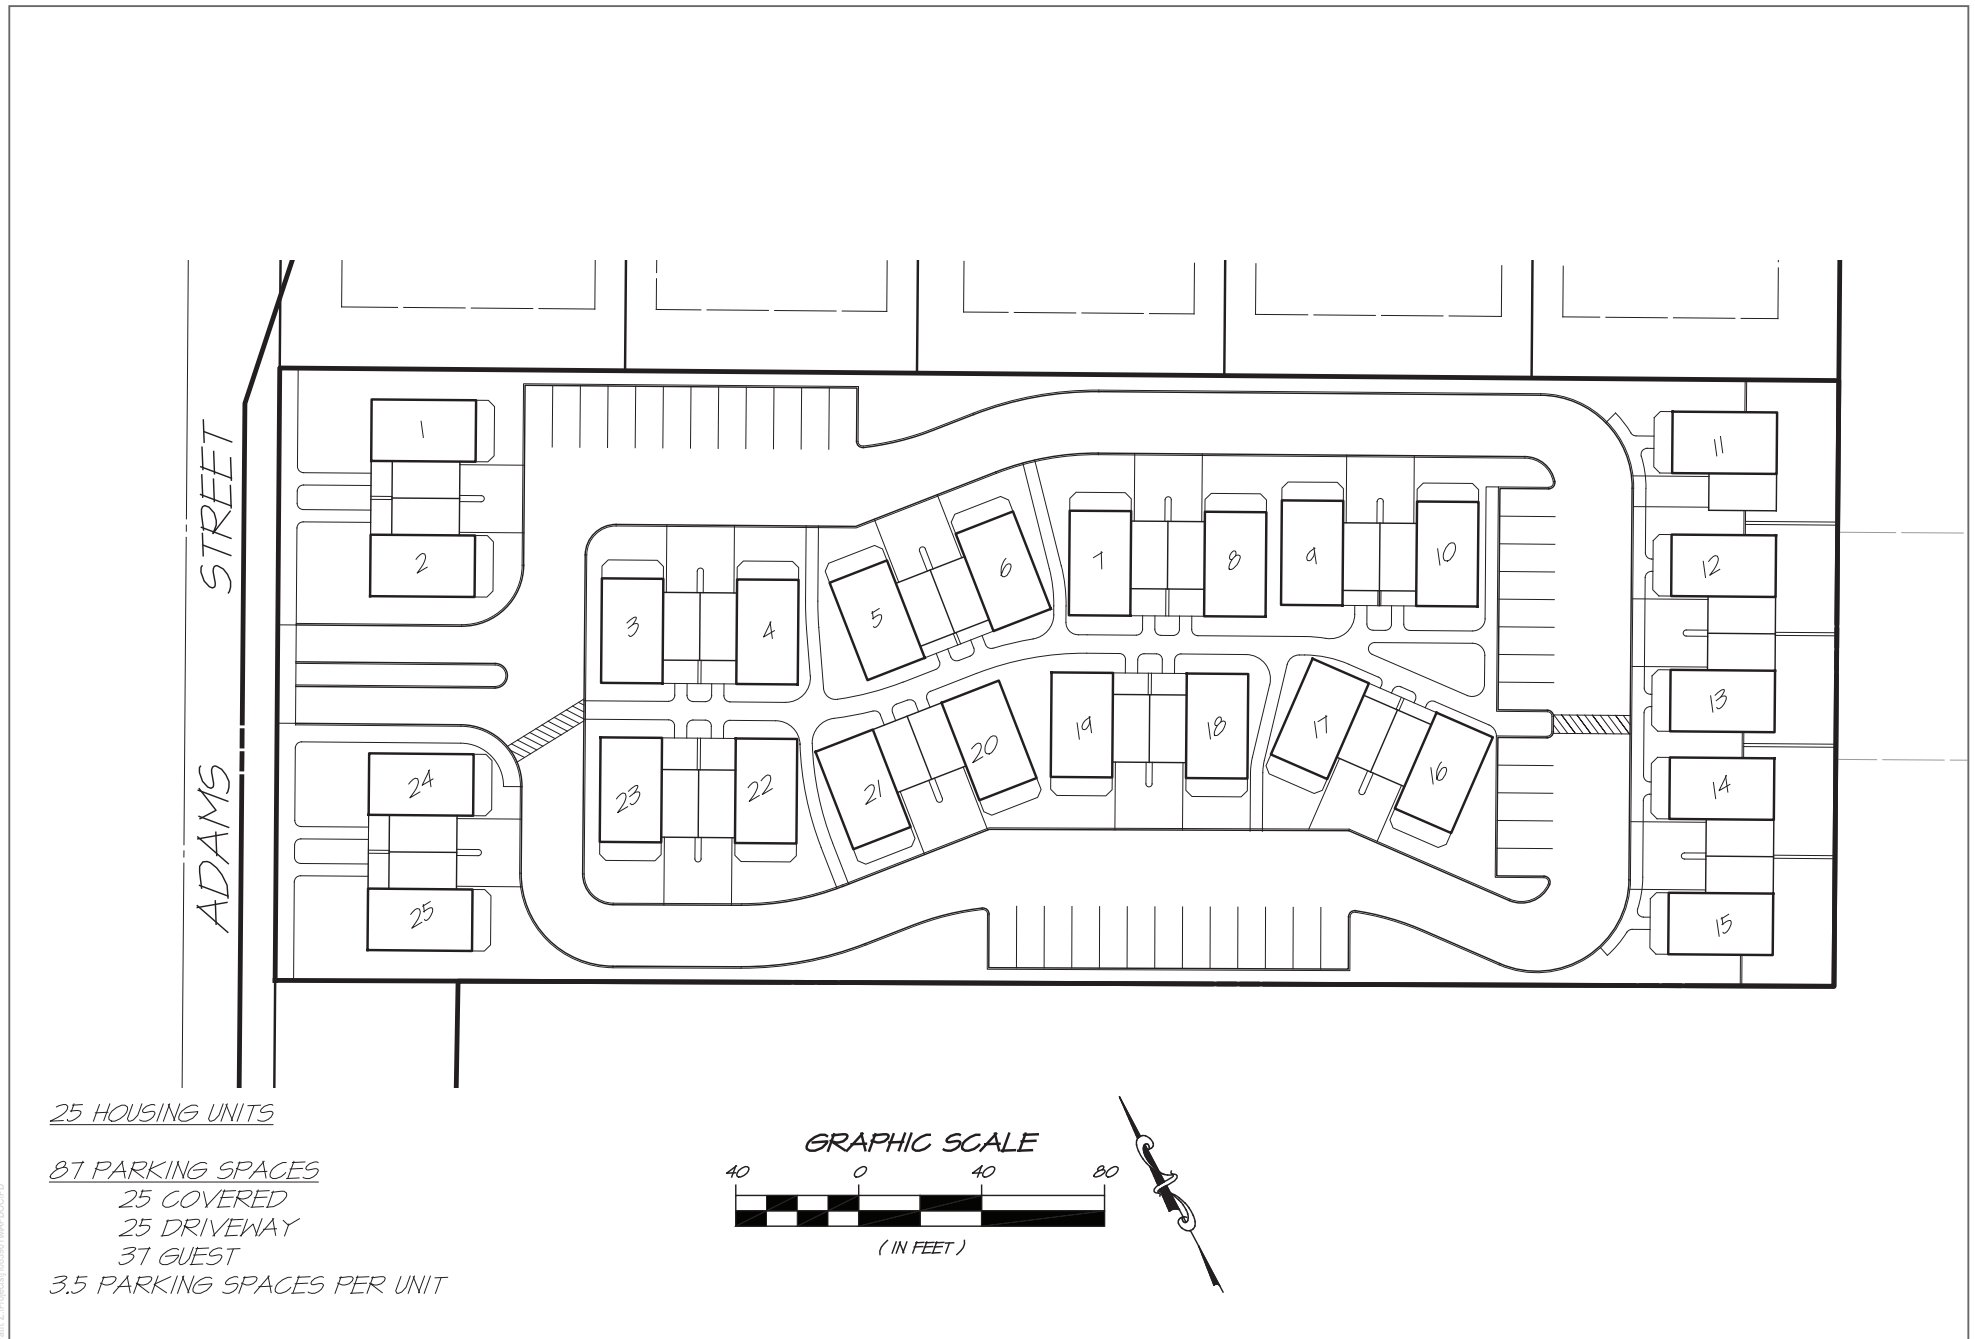 STREET
ADAMS
1
2
3
4
5
6
7
8
9
10
11
12
13
14
15
16
17
18
19
20
21
22
23
24
25
25 HOUSING UNITS
87 PARKING SPACES
25 COVERED
25 DRIVEWAY
37 GUEST
3.5 PARKING SPACES PER UNIT
GRAPHIC SCALE
40 0 40 80
( IN FEET )